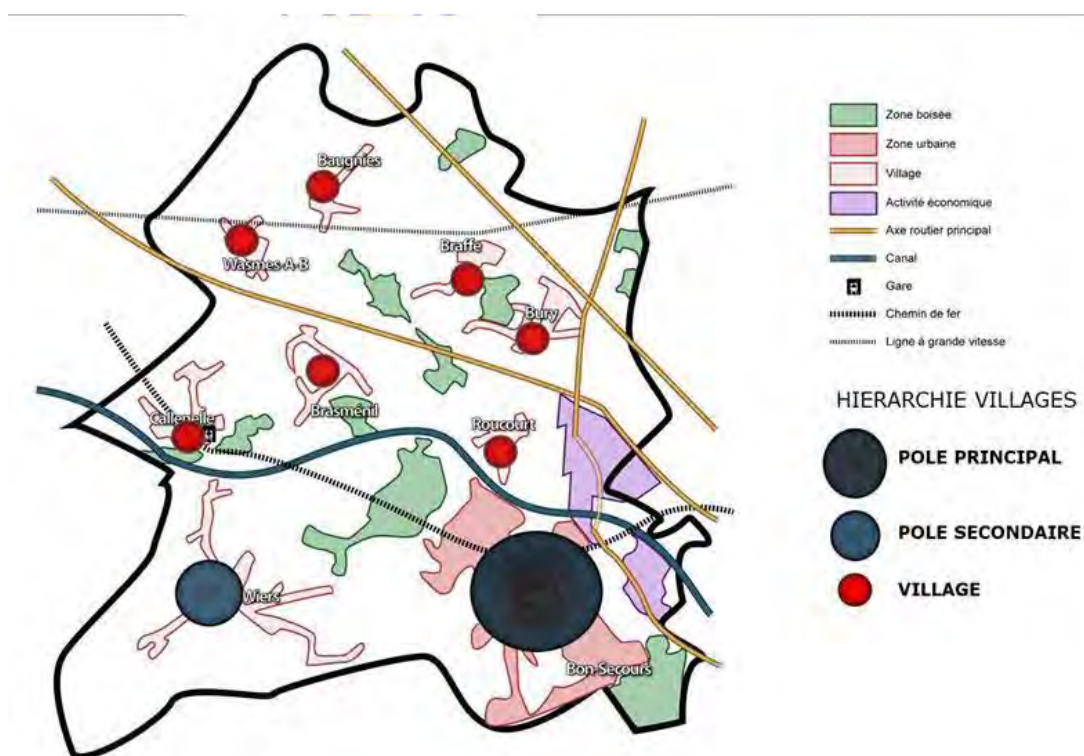 Baugnies
Wasmes-A-B
Braffe
Bury
Brasménil
Callenelle
Roucourt
Wiers
Bon-Secours
Zone boisée
Zone urbaine
Village
Activité économique
Axe routier principal
Canal
Gare
Chemin de fer
Ligne à grande vitesse
HIERARCHIE VILLAGES
POLE PRINCIPAL
POLE SECONDAIRE
VILLAGE